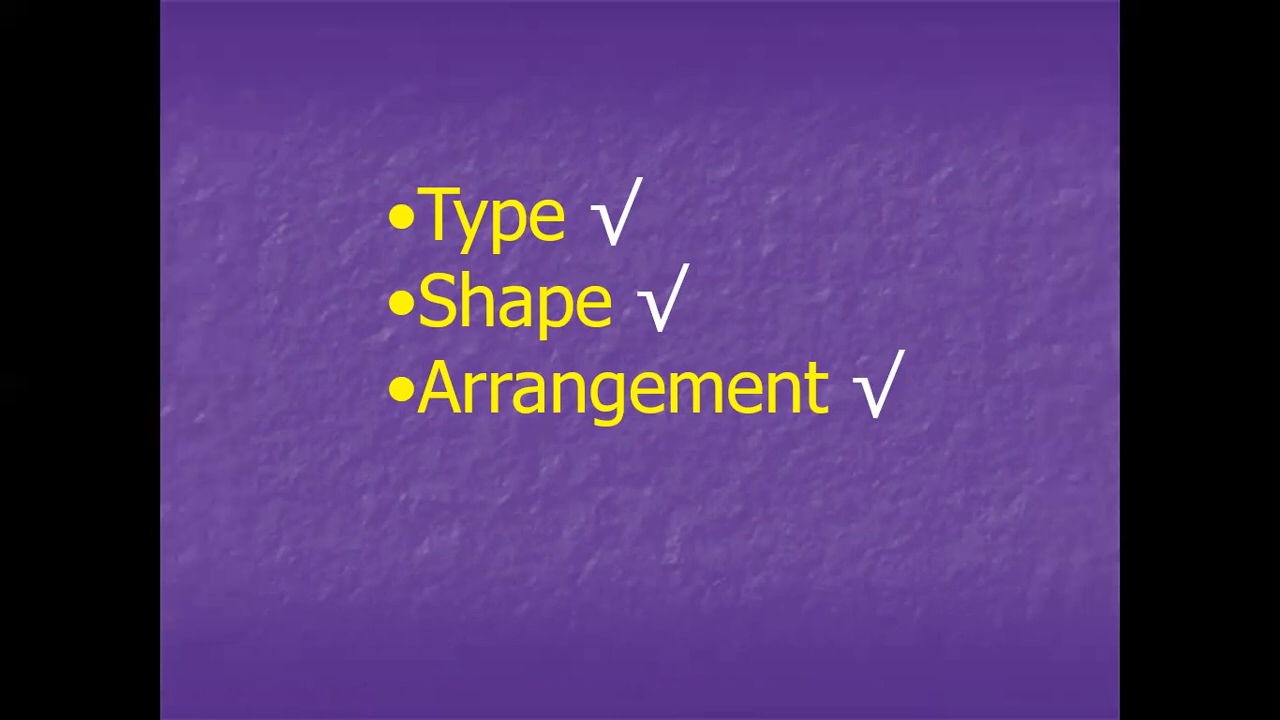 •Type √
•Shape √
•Arrangement √